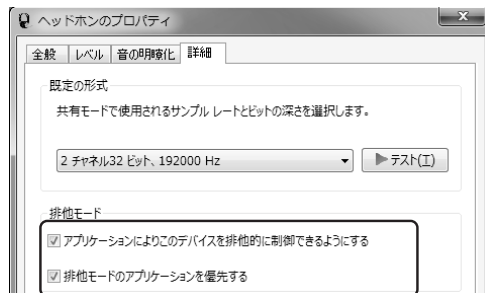 ヘッドホンのプロパティ
全般 レベル 音の明瞭化 詳細
既定の形式
共有モードで使用されるサンプル レートとビットの深さを選択します。
2 チャネル32 ビット、192000 Hz テスト(T)
排他モード
アプリケーションによりこのデバイスを排他的に制御できるようにする
排他モードのアプリケーションを優先する